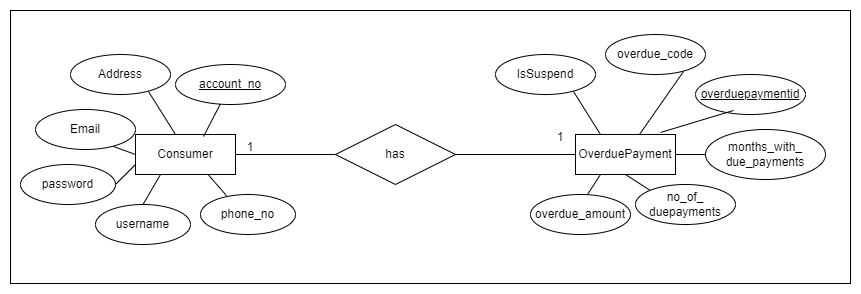 Address
account_no
Email
password
username
phone_no
Consumer
1
has
1
OverduePayment
IsSuspend
overdue_code
overduepaymentid
months_with_
due_payments
no_of_
duepayments
overdue_amount